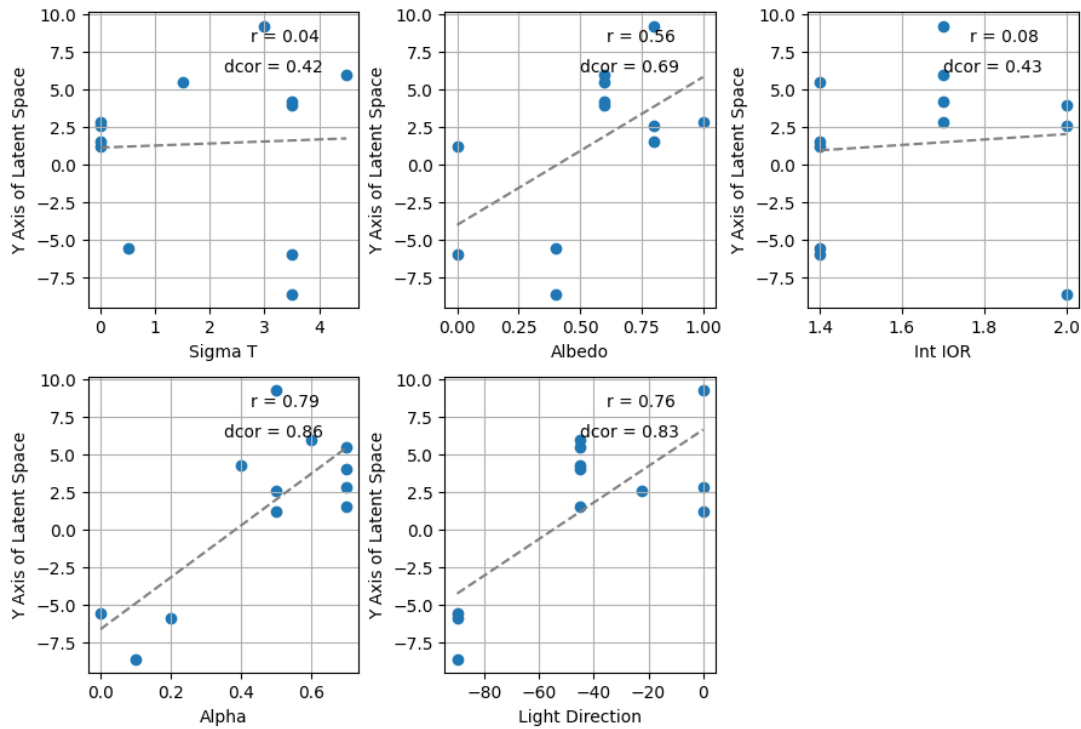 10.0
7.5
5.0
2.5
0.0
−2.5
−5.0
−7.5
Y Axis of Latent Space
r = 0.04
dcor = 0.42
0 1 2 3 4
Sigma T
10.0
7.5
5.0
2.5
0.0
−2.5
−5.0
−7.5
Y Axis of Latent Space
r = 0.56
dcor = 0.69
0.00 0.25 0.50 0.75 1.00
Albedo
10.0
7.5
5.0
2.5
0.0
−2.5
−5.0
−7.5
Y Axis of Latent Space
r = 0.08
dcor = 0.43
1.4 1.6 1.8 2.0
Int IOR
10.0
7.5
5.0
2.5
0.0
−2.5
−5.0
−7.5
Y Axis of Latent Space
r = 0.79
dcor = 0.86
0.0 0.2 0.4 0.6
Alpha
10.0
7.5
5.0
2.5
0.0
−2.5
−5.0
−7.5
Y Axis of Latent Space
r = 0.76
dcor = 0.83
−80 −60 −40 −20 0
Light Direction